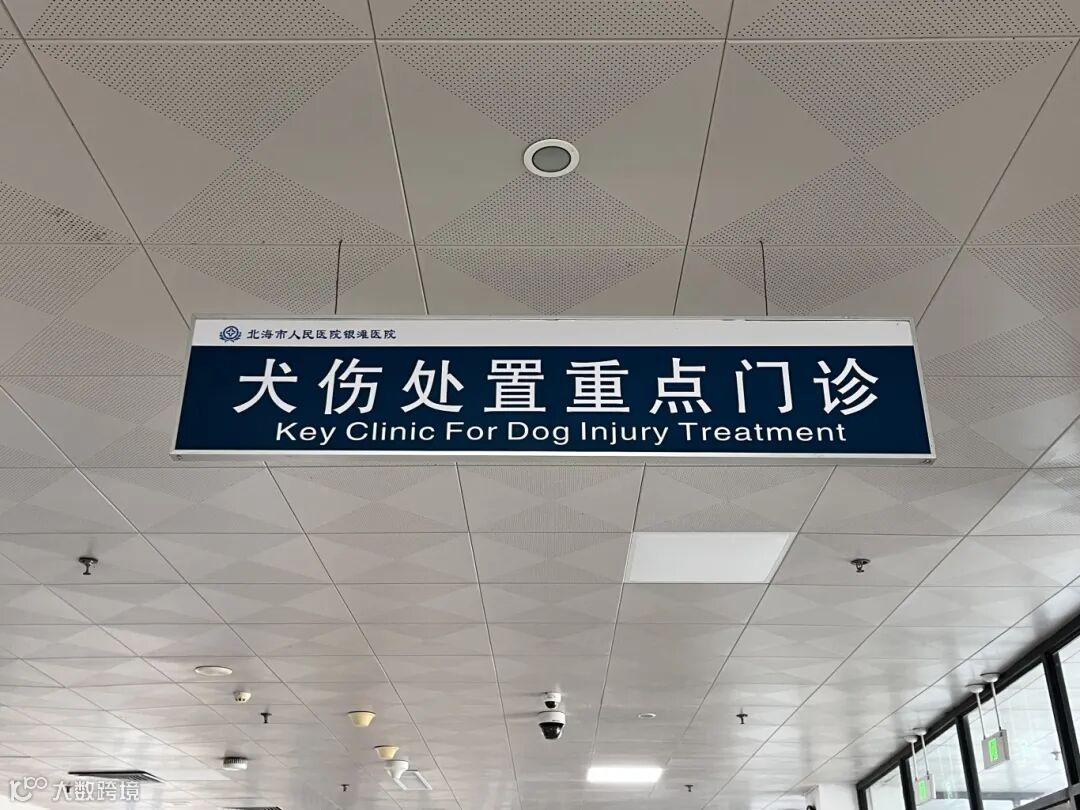 北海市人民医院银滩医院
犬伤处置重点门诊
Key Clinic For Dog Injury Treatment
大数跨境